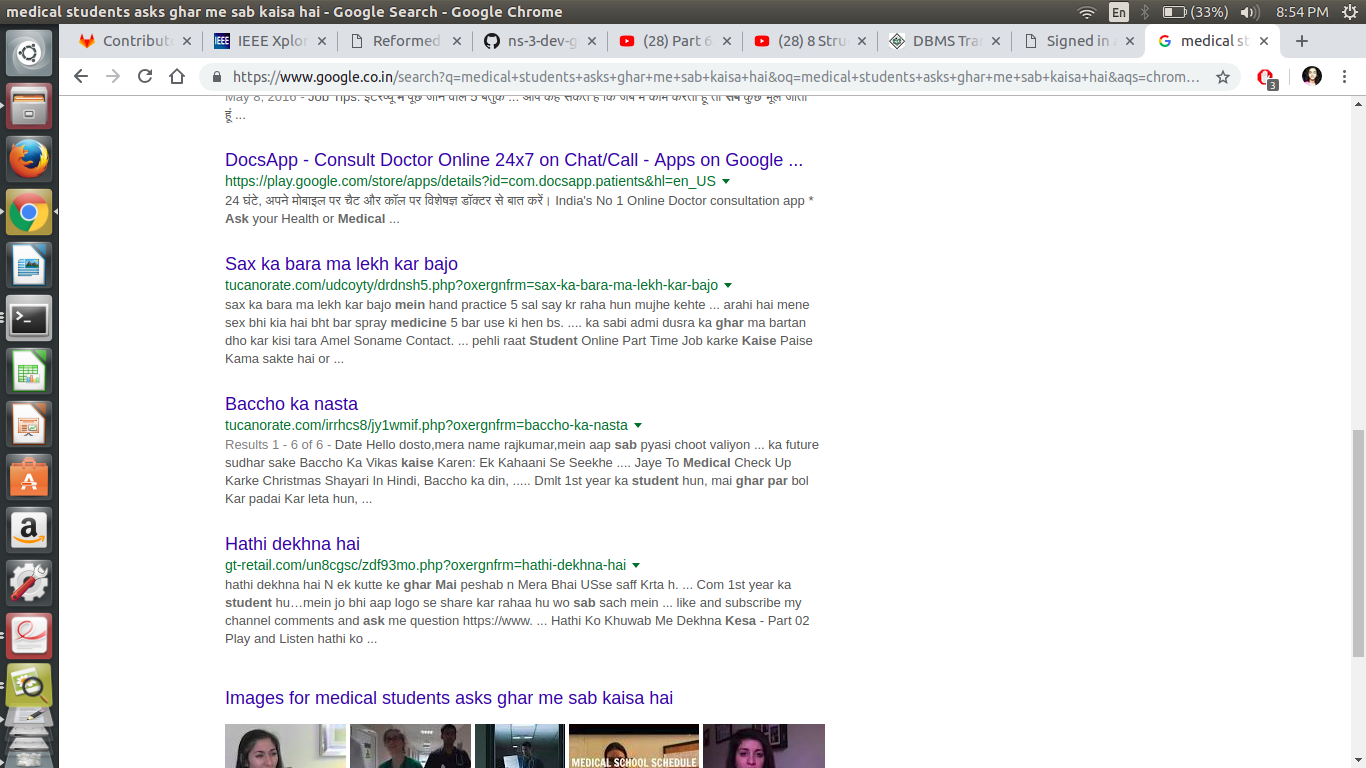 medical students asks ghar me sab kaisa hai - Google Search - Google Chrome
En
(33%)
8:54 PM
Contribut
IEEE
IEEE Xplor
Reformed
ns-3-dev-g
(28) Part 6
(28) 8 Stru
DBMS Tra
Signed in
medical st
https://www.google.co.in/search?q=medical+students+asks+ghar+me+sab+kaisa+hai&oq=medical+students+asks+ghar+me+sab+kaisa+hai&aqs=chrom…
3
May 8, 2016 - Job Tips: इंटरव्यू में पूछे जाने वाले 5 बेतुके ... आप कह सकते हैं कि जब मैं काम करता हूं तो सब कुछ भूल जाता
हूं ...
DocsApp - Consult Doctor Online 24x7 on Chat/Call - Apps on Google ...
https://play.google.com/store/apps/details?id=com.docsapp.patients&hl=en_US
24 घंटे, अपने मोबाइल पर चैट और कॉल पर विशेषज्ञ डॉक्टर से बात करें। India's No 1 Online Doctor consultation app *
Ask your Health or Medical ...
Sax ka bara ma lekh kar bajo
tucanorate.com/udcoyty/drdnsh5.php?oxergnfrm=sax-ka-bara-ma-lekh-kar-bajo
sax ka bara ma lekh kar bajo mein hand practice 5 sal say kr raha hun mujhe kehte ... arahi hai mene
sex bhi kia hai bht bar spray medicine 5 bar use ki hen bs. .... ka sabi admi dusra ka ghar ma bartan
dho kar kisi tara Amel Soname Contact. ... pehli raat Student Online Part Time Job karke Kaise Paise
Kama sakte hai or ...
Baccho ka nasta
tucanorate.com/irrhcs8/jy1wmif.php?oxergnfrm=baccho-ka-nasta
Results 1 - 6 of 6 - Date Hello dosto,mera name rajkumar,mein aap sab pyasi choot valiyon ... ka future
sudhar sake Baccho Ka Vikas kaise Karen: Ek Kahaani Se Seekhe .... Jaye To Medical Check Up
Karke Christmas Shayari In Hindi, Baccho ka din, ..... Dmlt 1st year ka student hun, mai ghar par bol
Kar padai Kar leta hun, ...
Hathi dekhna hai
gt-retail.com/un8cgsc/zdf93mo.php?oxergnfrm=hathi-dekhna-hai
hathi dekhna hai N ek kutte ke ghar Mai peshab n Mera Bhai USse saff Krta h. ... Com 1st year ka
student hu…mein jo bhi aap logo se share kar rahaa hu wo sab sach mein ... like and subscribe my
channel comments and ask me question https://www. ... Hathi Ko Khuwab Me Dekhna Kesa - Part 02
Play and Listen hathi ko ...
Images for medical students asks ghar me sab kaisa hai
MEDICAL SCHOOL SCHEDULE